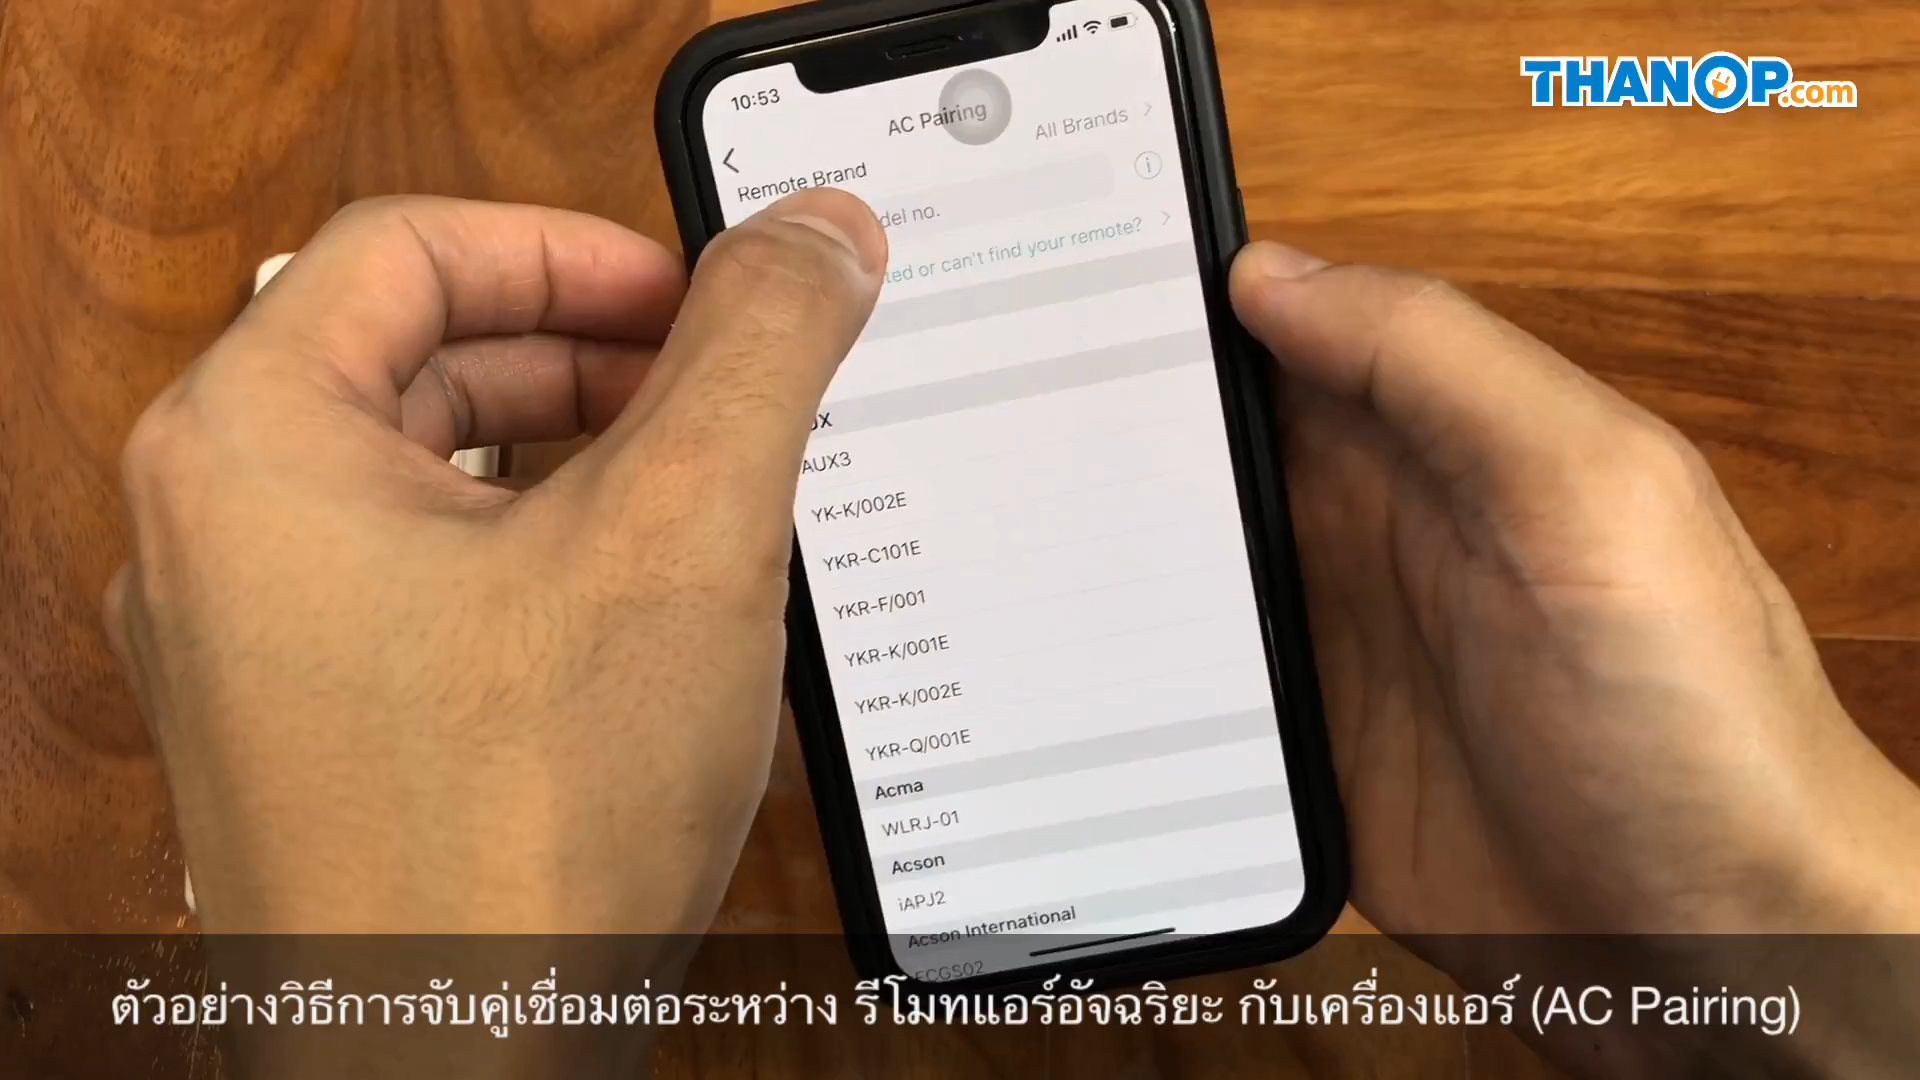 THANOP.com
10:53
AC Pairing
Remote Brand
All Brands
no.
or can't find your remote?
AUX3
YK-K/002E
YKR-C101E
YKR-F/001
YKR-K/001E
YKR-K/002E
YKR-Q/001E
Acma
WLRJ-01
Acson
iAPJ2
Acson International
ตัวอย่างวิธีการจับคู่เชื่อมต่อระหว่าง รีโมทแอร์อัจฉริยะ กับเครื่องแอร์ (AC Pairing)